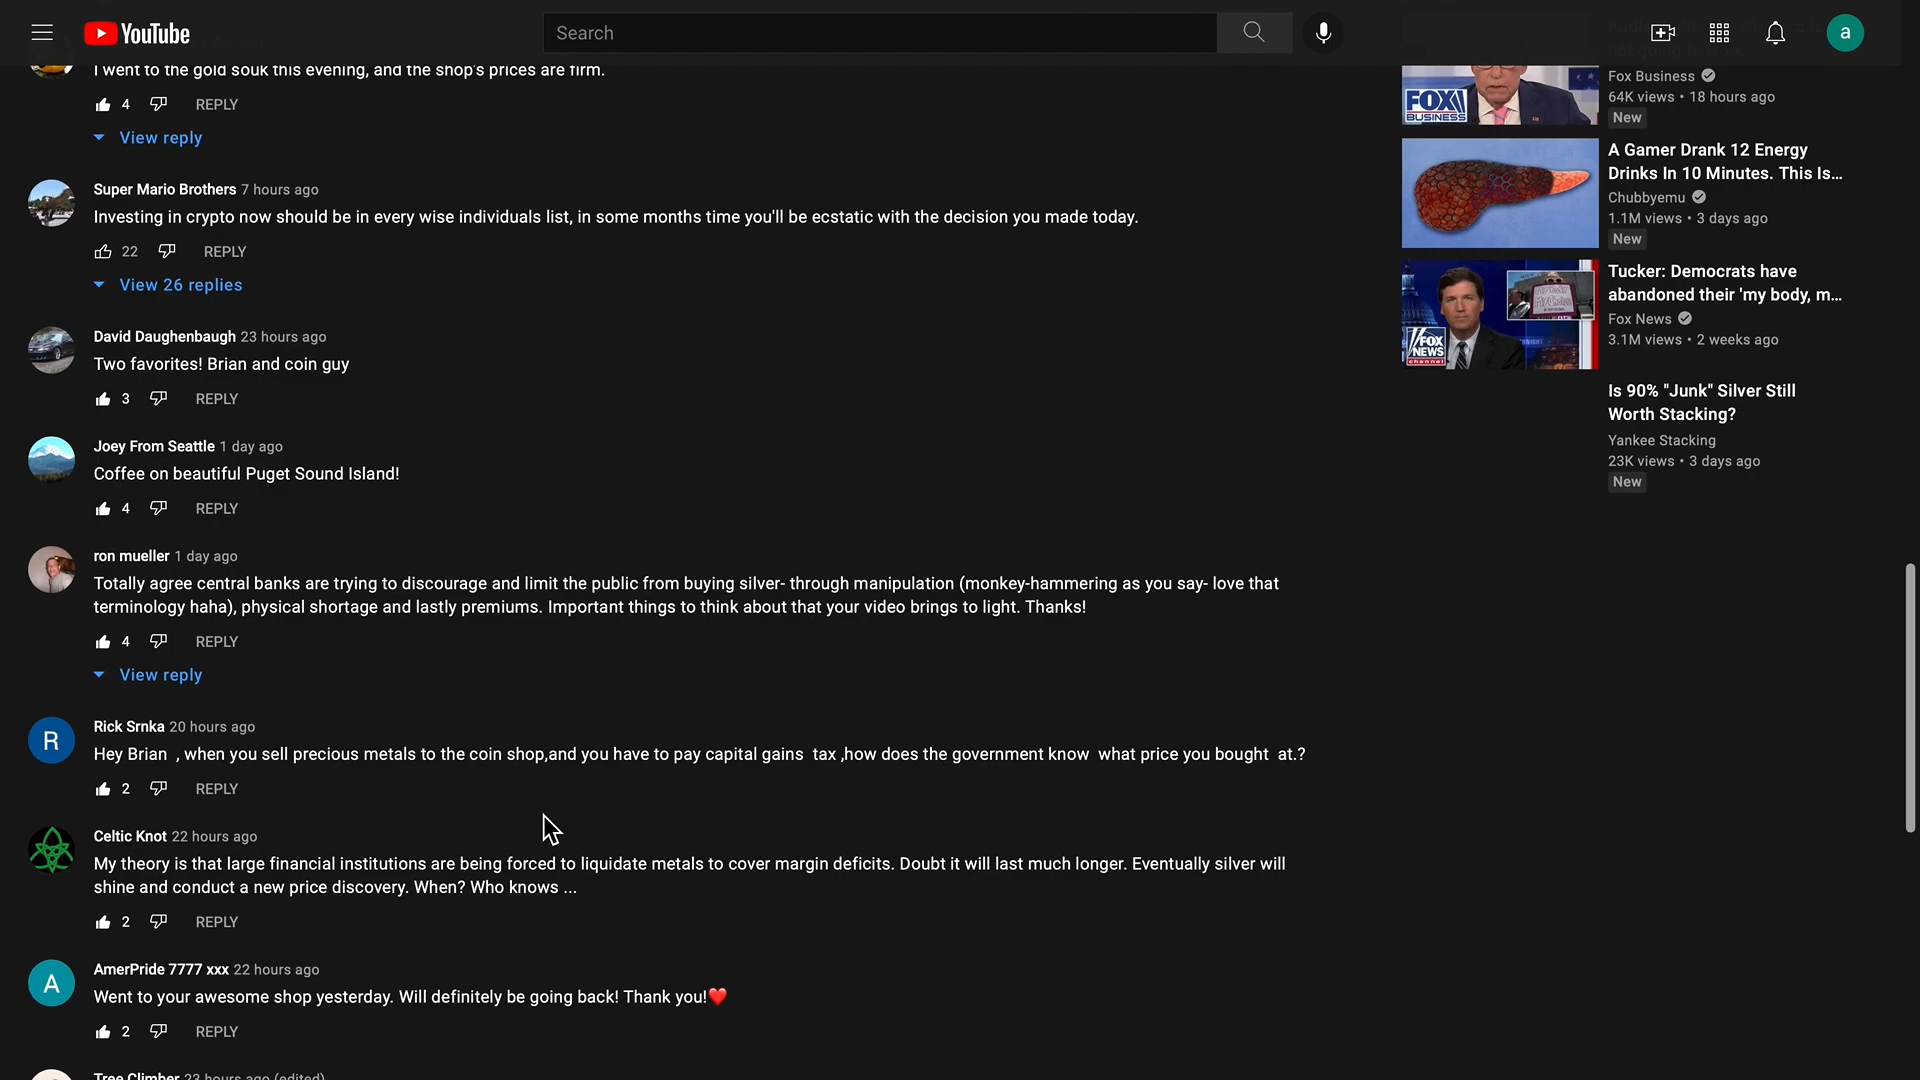 YouTube
Search
a
I went to the gold souk this evening, and the shop's prices are firm.
4 REPLY
View reply
Super Mario Brothers 7 hours ago
Investing in crypto now should be in every wise individuals list, in some months time you'll be ecstatic with the decision you made today.
22 REPLY
View 26 replies
David Daughenbaugh 23 hours ago
Two favorites! Brian and coin guy
3 REPLY
Joey From Seattle 1 day ago
Coffee on beautiful Puget Sound Island!
4 REPLY
ron mueller 1 day ago
Totally agree central banks are trying to discourage and limit the public from buying silver- through manipulation (monkey-hammering as you say- love that
terminology haha), physical shortage and lastly premiums. Important things to think about that your video brings to light. Thanks!
4 REPLY
View reply
R
Rick Srnka 20 hours ago
Hey Brian , when you sell precious metals to the coin shop,and you have to pay capital gains tax ,how does the government know what price you bought at.?
2 REPLY
Celtic Knot 22 hours ago
My theory is that large financial institutions are being forced to liquidate metals to cover margin deficits. Doubt it will last much longer. Eventually silver will
shine and conduct a new price discovery. When? Who knows ...
2 REPLY
A
AmerPride 7777 xxx 22 hours ago
Went to your awesome shop yesterday. Will definitely be going back! Thank you!❤️
2 REPLY
Tree Climber 23 hours ago (edited)
FOX
BUSINESS
Fox Business
64K views • 18 hours ago
New
A Gamer Drank 12 Energy
Drinks In 10 Minutes. This Is...
Chubbyemu
1.1M views • 3 days ago
New
FOX
NEWS
channel
Tucker: Democrats have
abandoned their 'my body, m...
Fox News
3.1M views • 2 weeks ago
Is 90% "Junk" Silver Still
Worth Stacking?
Yankee Stacking
23K views • 3 days ago
New